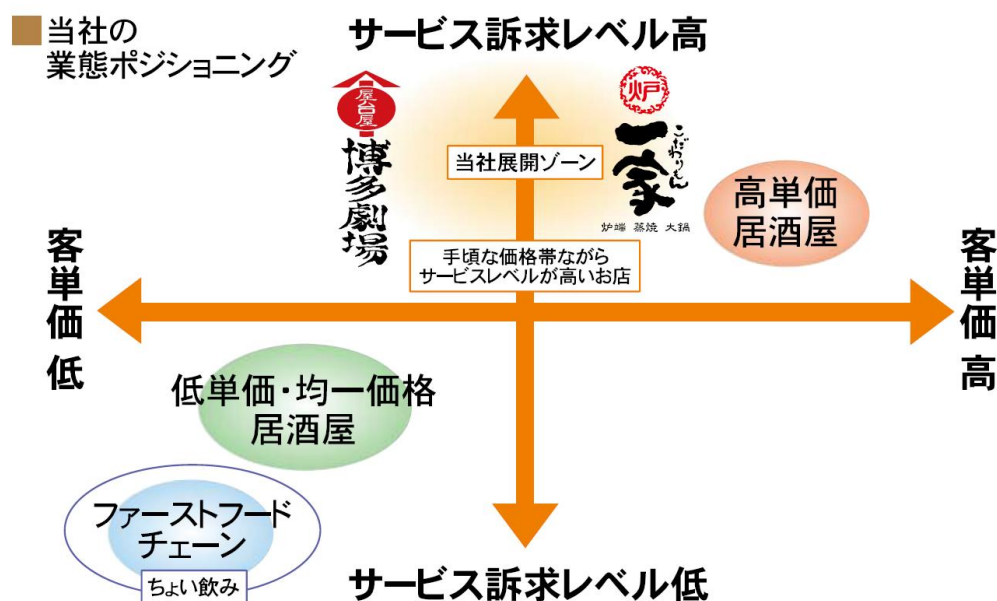 当社の
業態ポジショニング
サービス訴求レベル高
屋台屋
博多劇場
当社展開ゾーン
炉
こだわりもん
一家
炉端 蒸焼 大鍋
高単価
居酒屋
手頃な価格帯ながら
サービスレベルが高いお店
客単価 低
客単価 高
低単価・均一価格
居酒屋
ファーストフード
チェーン
ちょい飲み
サービス訴求レベル低